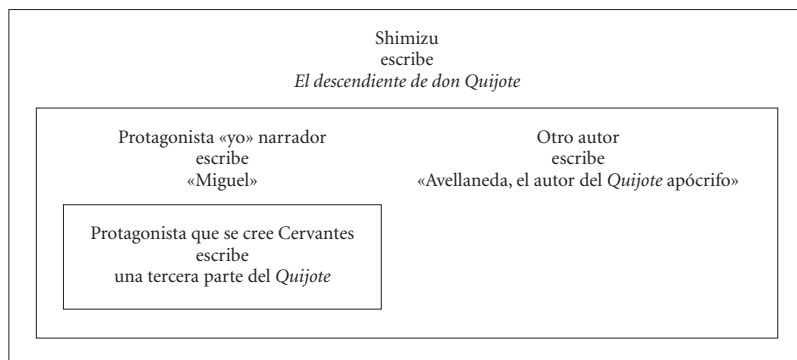 Shimizu
escribe
El descendiente de don Quijote
Protagonista «yo» narrador
escribe
«Miguel»
Otro autor
escribe
«Avellaneda, el autor del Quijote apócrifo»
Protagonista que se cree Cervantes
escribe
una tercera parte del Quijote